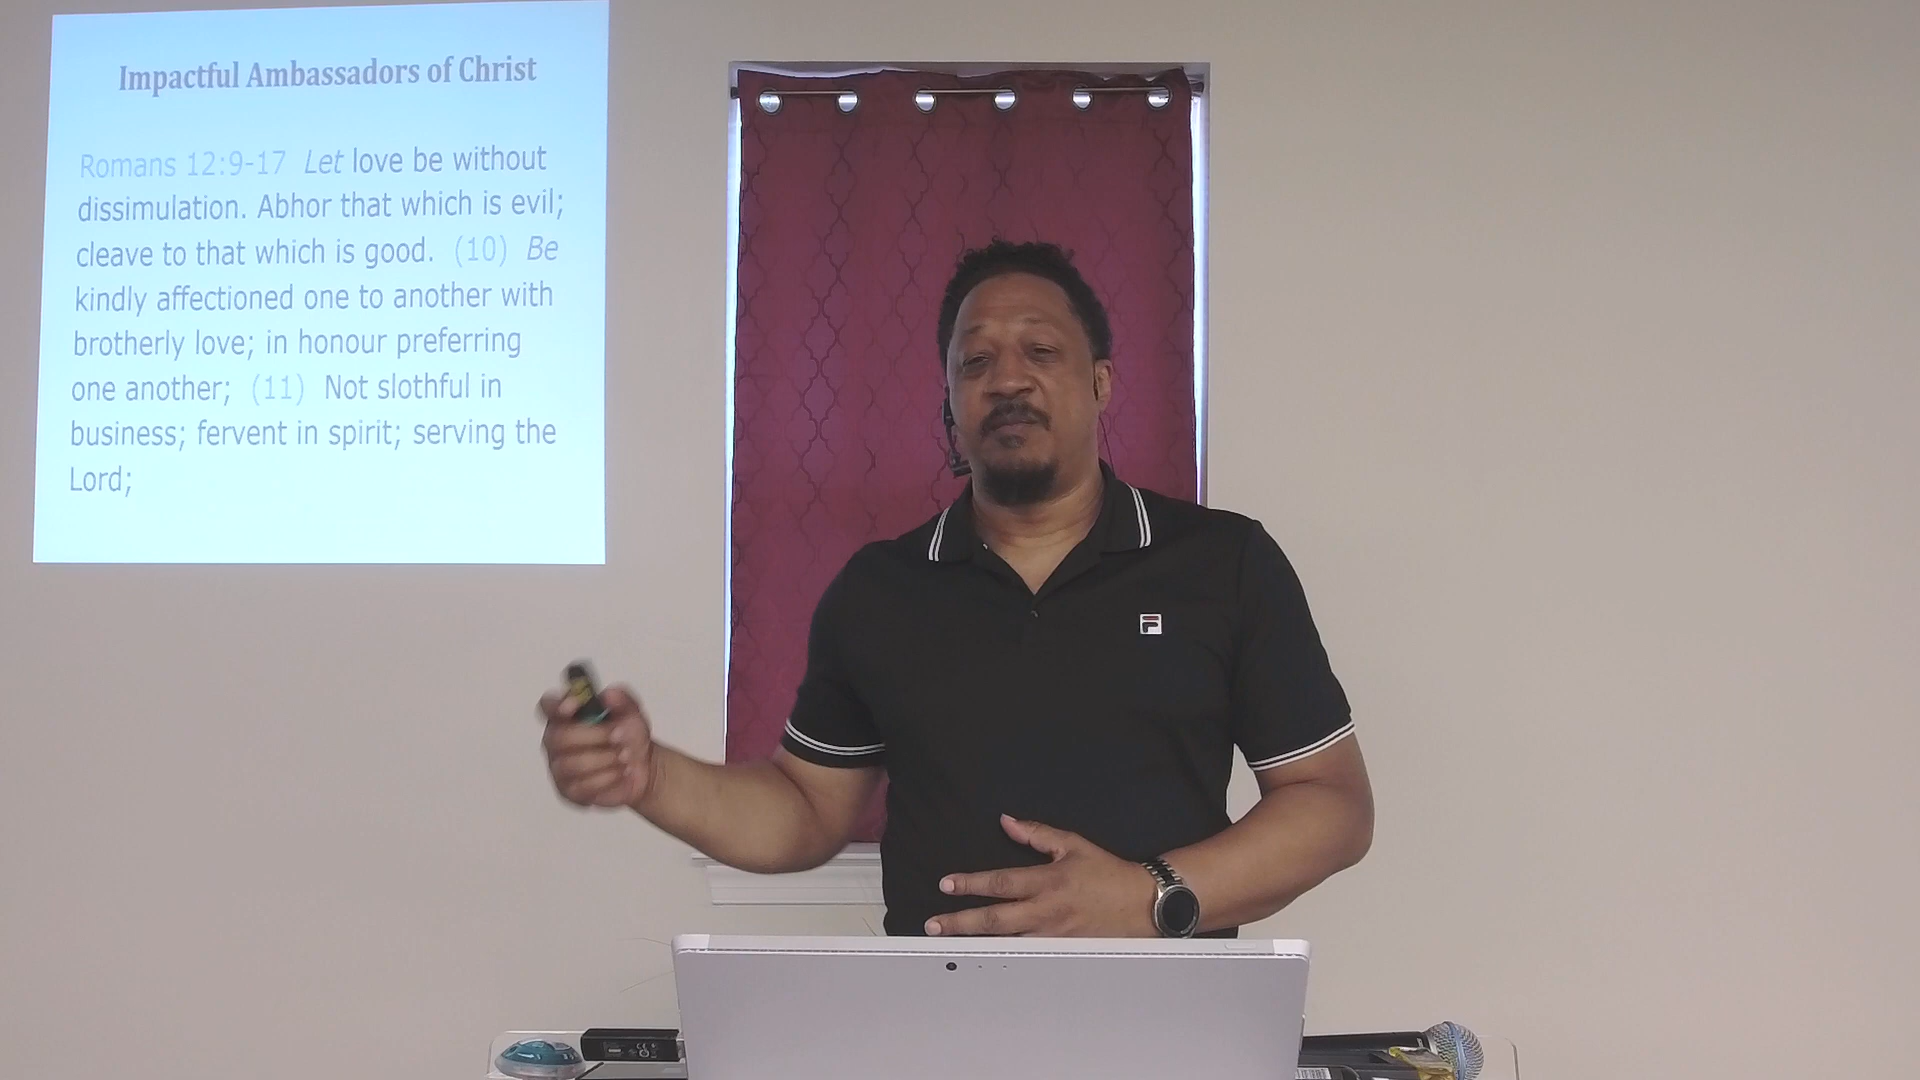 Impactful Ambassadors of Christ
Romans 12:9-17 Let love be without
dissimulation. Abhor that which is evil;
cleave to that which is good. (10) Be
kindly affectioned one to another with
brotherly love; in honour preferring
one another; (11) Not slothful in
business; fervent in spirit; serving the
Lord;